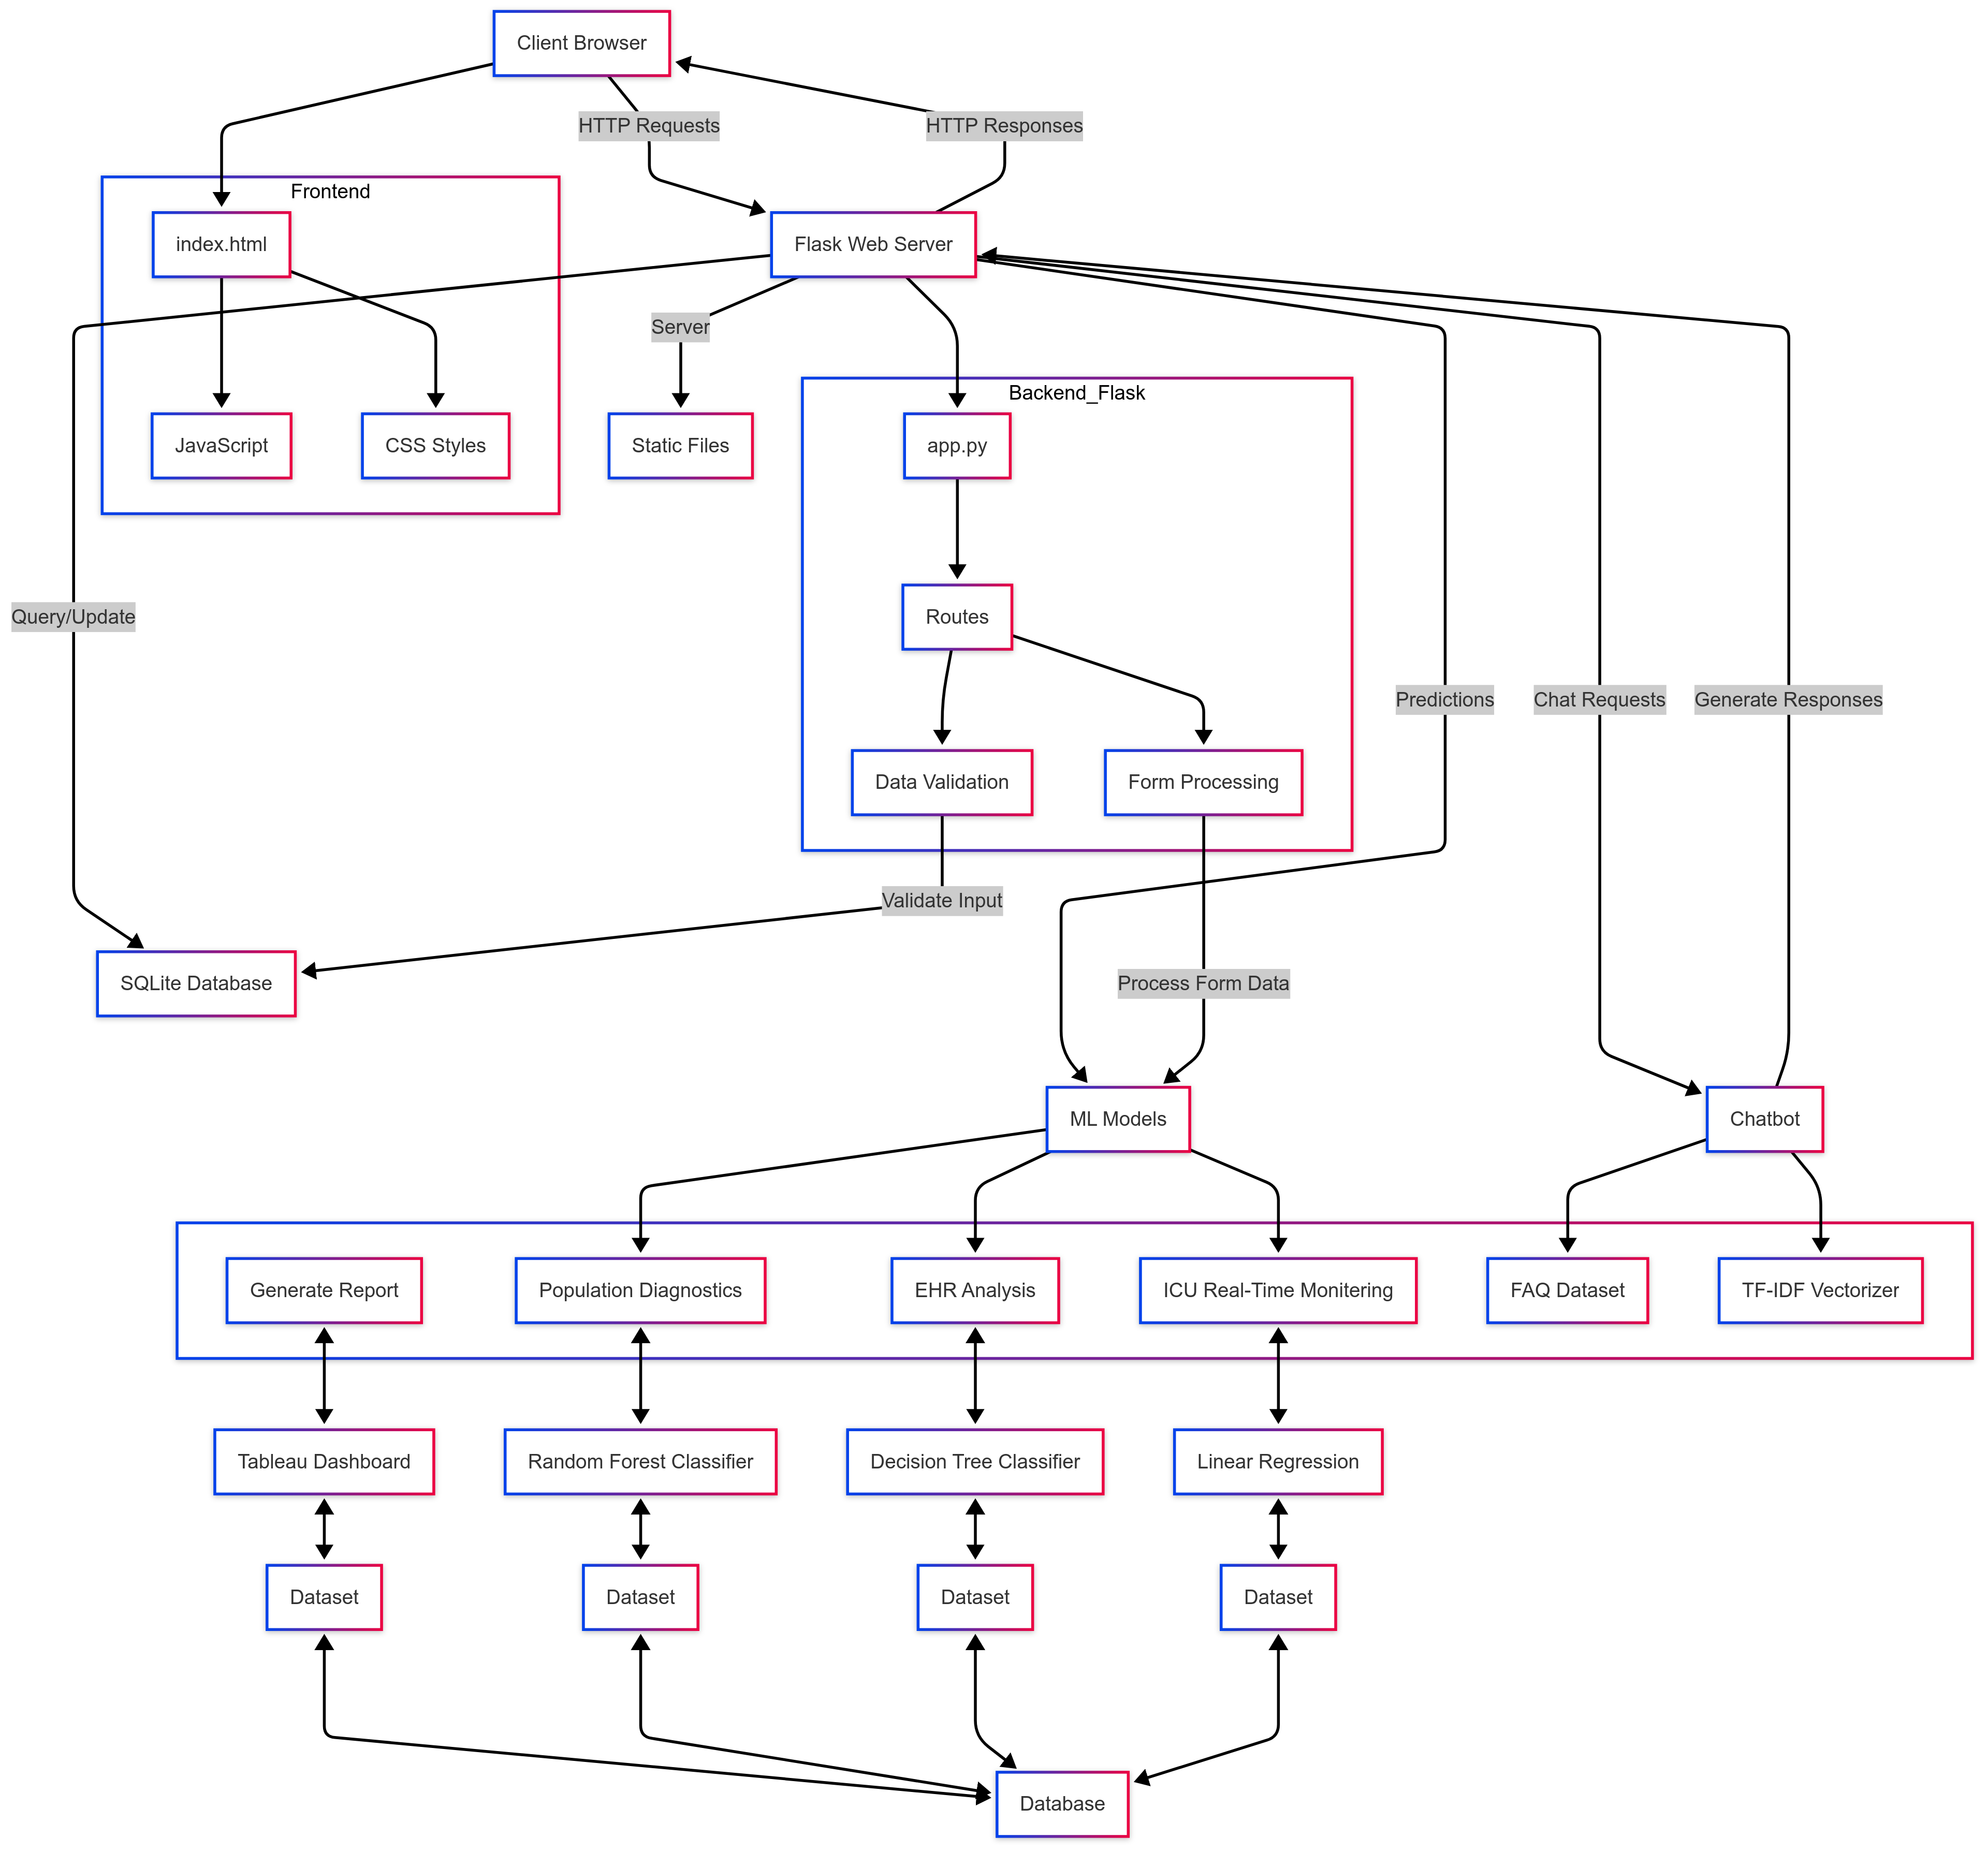 Client Browser
HTTP Requests
HTTP Responses
Frontend
index.html
Flask Web Server
Server
Backend_Flask
JavaScript
CSS Styles
Static Files
app.py
Query/Update
Routes
Predictions
Chat Requests
Generate Responses
Data Validation
Form Processing
Validate Input
SQLite Database
Process Form Data
ML Models
Chatbot
Generate Report
Population Diagnostics
EHR Analysis
ICU Real-Time Monitering
FAQ Dataset
TF-IDF Vectorizer
Tableau Dashboard
Random Forest Classifier
Decision Tree Classifier
Linear Regression
Dataset
Dataset
Dataset
Dataset
Database